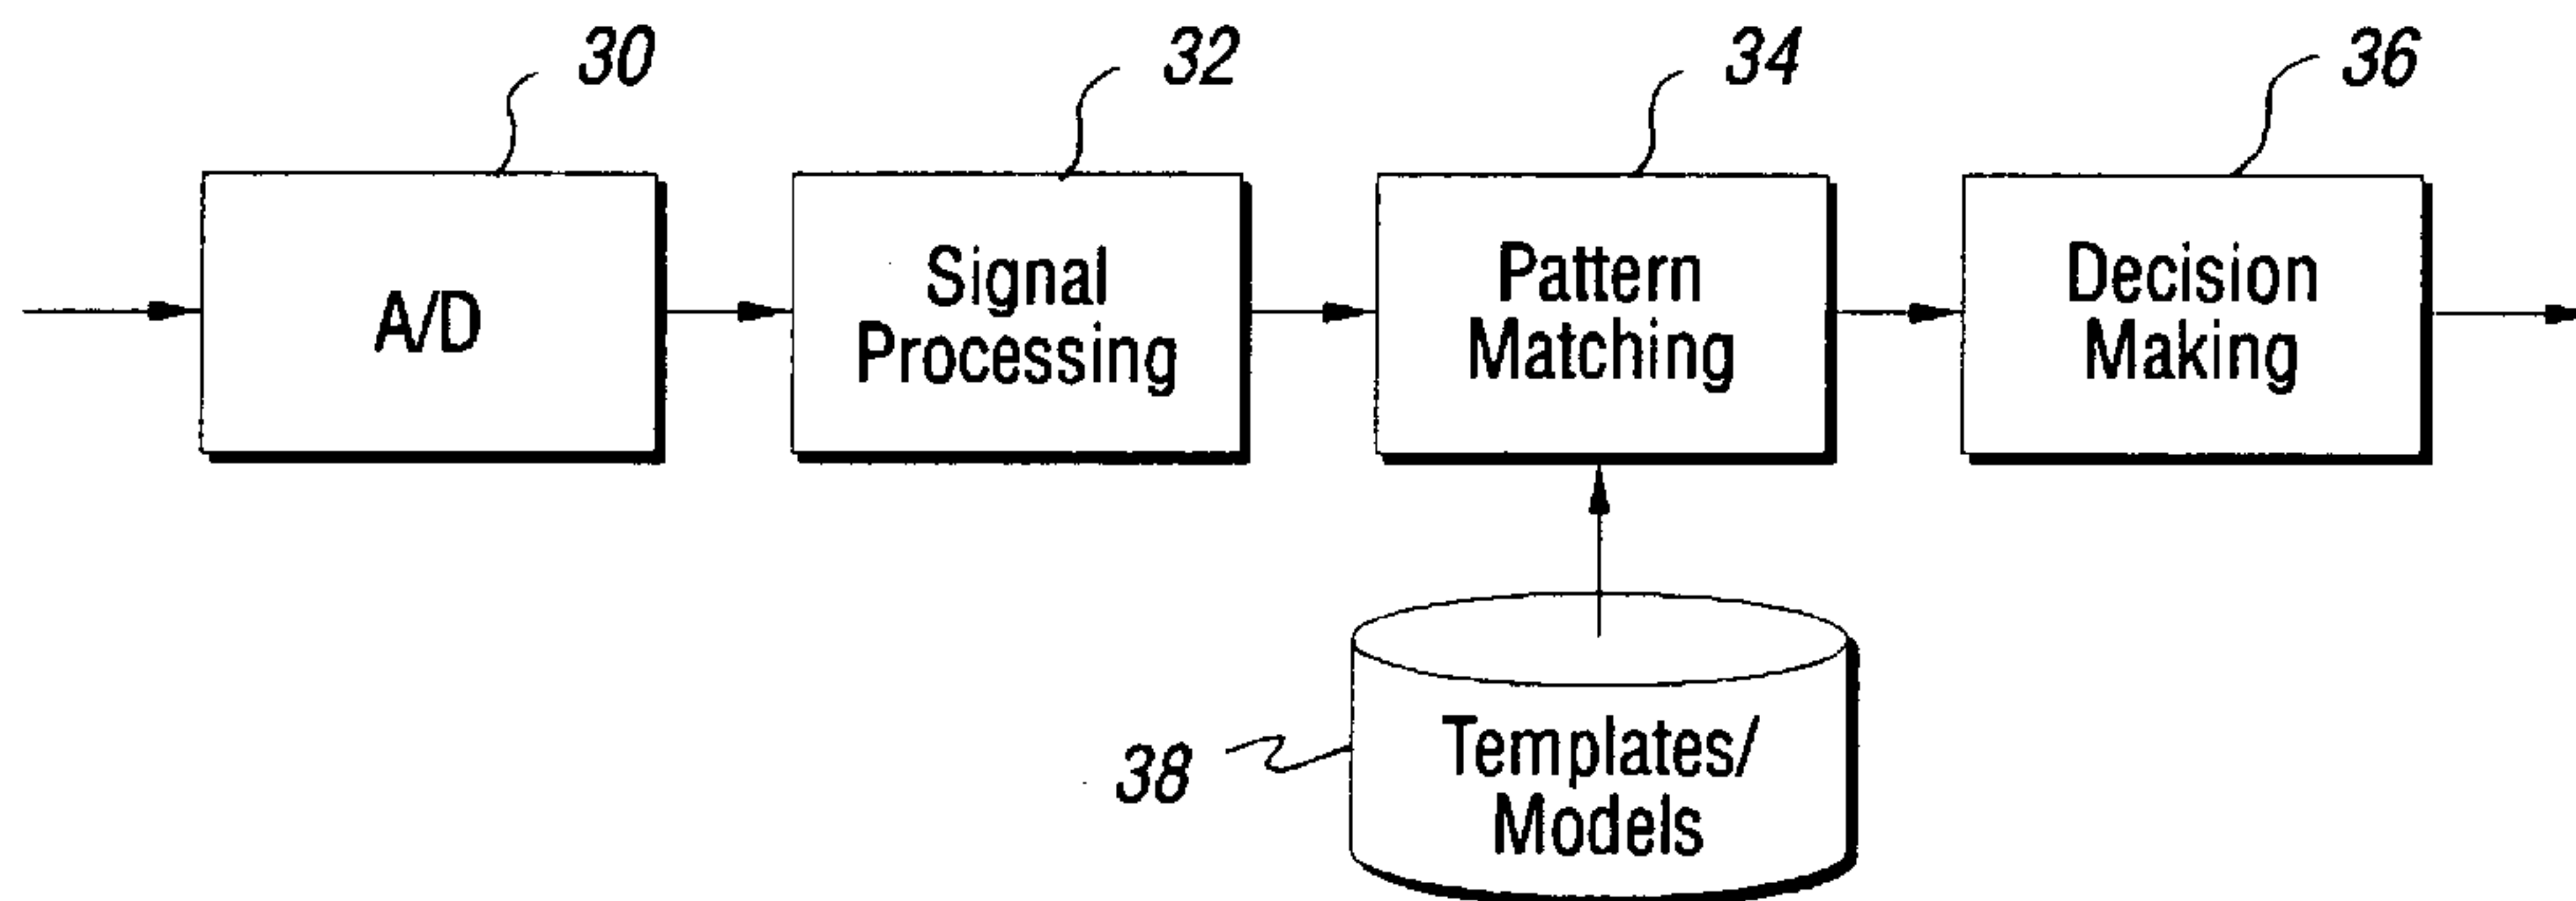 30
32
34
36
A/D
Signal
Processing
Pattern
Matching
Decision
Making
38
Templates/
Models